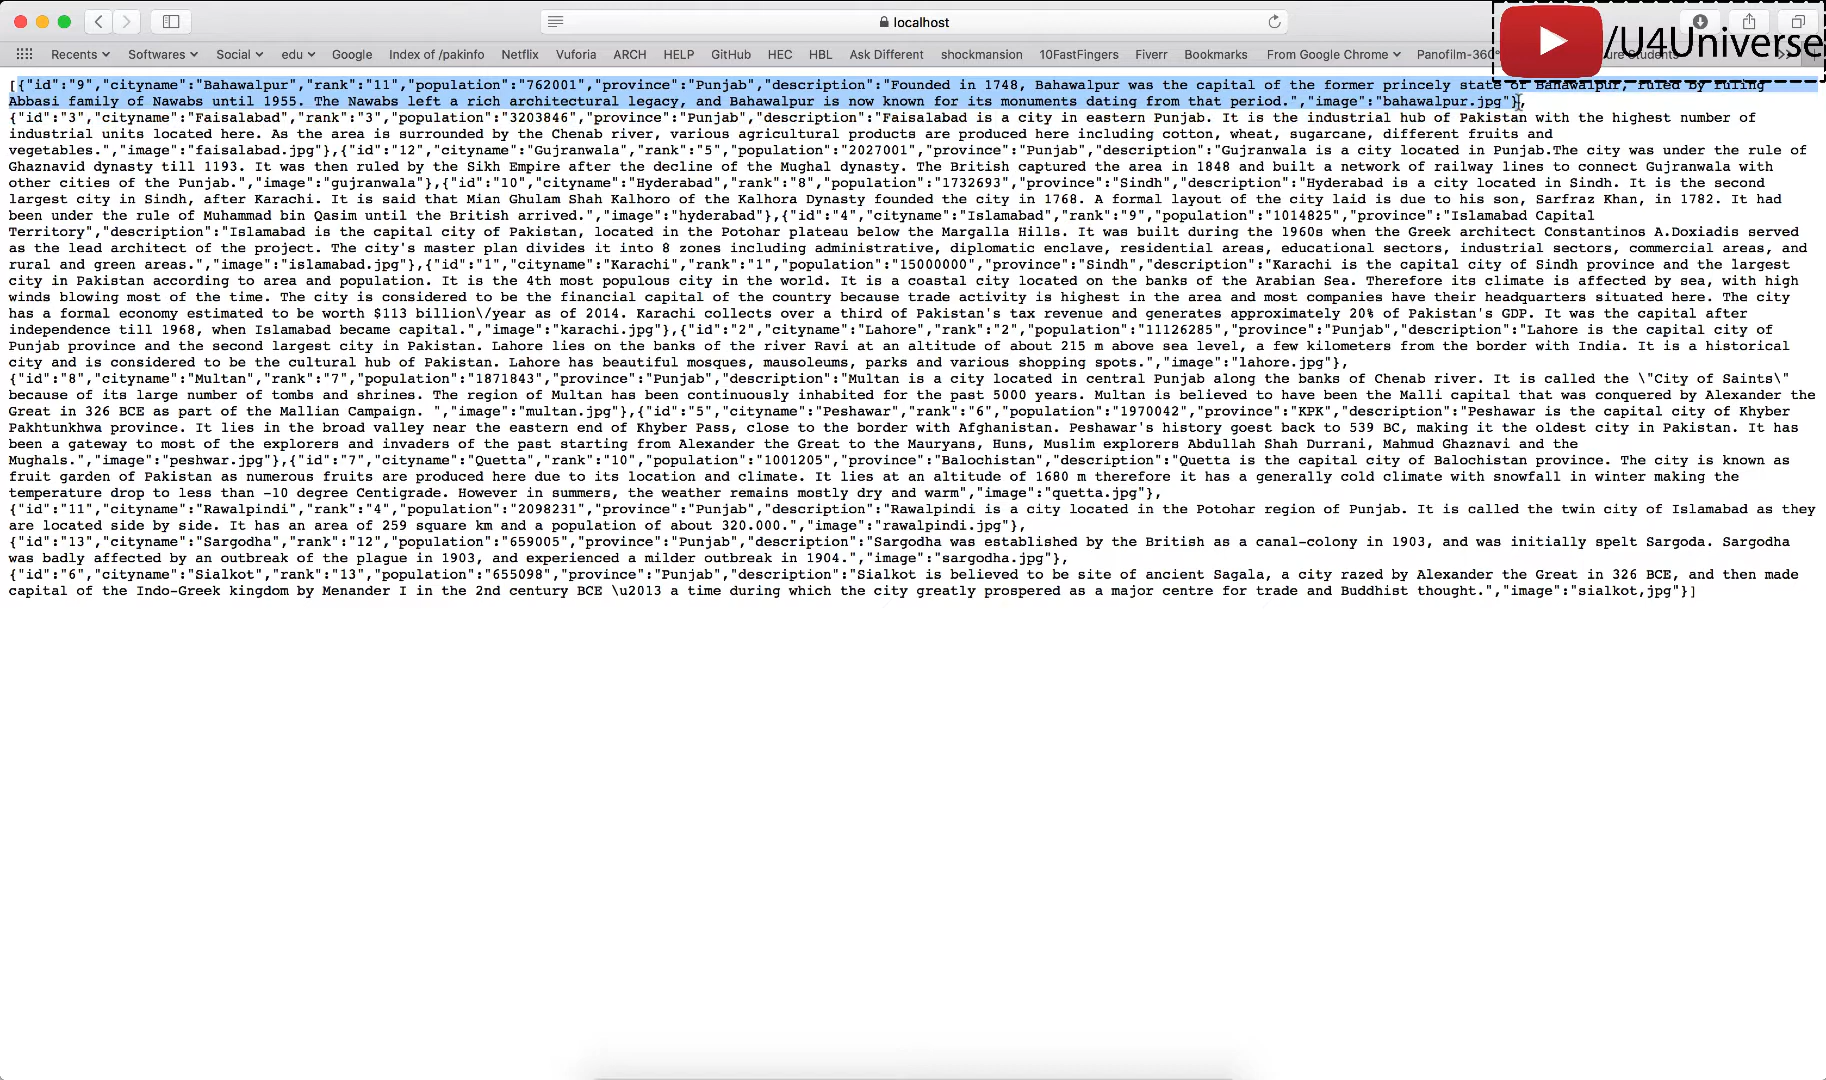 localhost
/U4Universe
Recents Softwares Social edu Google Index of /pakinfo Netflix Vuforia ARCH HELP GitHub HEC HBL Ask Different shockmansion 10FastFingers Fiverr Bookmarks From Google Chrome Panofilm-360° Students
[{"id":"9","cityname":"Bahawalpur","rank":"11","population":"762001","province":"Punjab","description":"Founded in 1748, Bahawalpur was the capital of the former princely state of Bahawalpur, ruled by ruling
Abbasi family of Nawabs until 1955. The Nawabs left a rich architectural legacy, and Bahawalpur is now known for its monuments dating from that period.","image":"bahawalpur.jpg"},
{"id":"3","cityname":"Faisalabad","rank":"3","population":"3203846","province":"Punjab","description":"Faisalabad is a city in eastern Punjab. It is the industrial hub of Pakistan with the highest number of
industrial units located here. As the area is surrounded by the Chenab river, various agricultural products are produced here including cotton, wheat, sugarcane, different fruits and
vegetables.","image":"faisalabad.jpg"},{"id":"12","cityname":"Gujranwala","rank":"5","population":"2027001","province":"Punjab","description":"Gujranwala is a city located in Punjab.The city was under the rule of
Ghaznavid dynasty till 1193. It was then ruled by the Sikh Empire after the decline of the Mughal dynasty. The British captured the area in 1848 and built a network of railway lines to connect Gujranwala with
other cities of the Punjab.","image":"gujranwala"},{"id":"10","cityname":"Hyderabad","rank":"8","population":"1732693","province":"Sindh","description":"Hyderabad is a city located in Sindh. It is the second
largest city in Sindh, after Karachi. It is said that Mian Ghulam Shah Kalhoro of the Kalhora Dynasty founded the city in 1768. A formal layout of the city laid is due to his son, Sarfraz Khan, in 1782. It had
been under the rule of Muhammad bin Qasim until the British arrived.","image":"hyderabad"},{"id":"4","cityname":"Islamabad","rank":"9","population":"1014825","province":"Islamabad Capital
Territory","description":"Islamabad is the capital city of Pakistan, located in the Potohar plateau below the Margalla Hills. It was built during the 1960s when the Greek architect Constantinos A.Doxiadis served
as the lead architect of the project. The city's master plan divides it into 8 zones including administrative, diplomatic enclave, residential areas, educational sectors, industrial sectors, commercial areas, and
rural and green areas.","image":"islamabad.jpg"},{"id":"1","cityname":"Karachi","rank":"1","population":"15000000","province":"Sindh","description":"Karachi is the capital city of Sindh province and the largest
city in Pakistan according to area and population. It is the 4th most populous city in the world. It is a coastal city located on the banks of the Arabian Sea. Therefore its climate is affected by sea, with high
winds blowing most of the time. The city is considered to be the financial capital of the country because trade activity is highest in the area and most companies have their headquarters situated here. The city
has a formal economy estimated to be worth $113 billion\/year as of 2014. Karachi collects over a third of Pakistan's tax revenue and generates approximately 20% of Pakistan's GDP. It was the capital after
independence till 1968, when Islamabad became capital.","image":"karachi.jpg"},{"id":"2","cityname":"Lahore","rank":"2","population":"11126285","province":"Punjab","description":"Lahore is the capital city of
Punjab province and the second largest city in Pakistan. Lahore lies on the banks of the river Ravi at an altitude of about 215 m above sea level, a few kilometers from the border with India. It is a historical
city and is considered to be the cultural hub of Pakistan. Lahore has beautiful mosques, mausoleums, parks and various shopping spots.","image":"lahore.jpg"},
{"id":"8","cityname":"Multan","rank":"7","population":"1871843","province":"Punjab","description":"Multan is a city located in central Punjab along the banks of Chenab river. It is called the \"City of Saints\"
because of its large number of tombs and shrines. The region of Multan has been continuously inhabited for the past 5000 years. Multan is believed to have been the Malli capital that was conquered by Alexander the
Great in 326 BCE as part of the Mallian Campaign. ","image":"multan.jpg"},{"id":"5","cityname":"Peshawar","rank":"6","population":"1970042","province":"KPK","description":"Peshawar is the capital city of Khyber
Pakhtunkhwa province. It lies in the broad valley near the eastern end of Khyber Pass, close to the border with Afghanistan. Peshawar's history goest back to 539 BC, making it the oldest city in Pakistan. It has
been a gateway to most of the explorers and invaders of the past starting from Alexander the Great to the Mauryans, Huns, Muslim explorers Abdullah Shah Durrani, Mahmud Ghaznavi and the
Mughals.","image":"peshwar.jpg"},{"id":"7","cityname":"Quetta","rank":"10","population":"1001205","province":"Balochistan","description":"Quetta is the capital city of Balochistan province. The city is known as
fruit garden of Pakistan as numerous fruits are produced here due to its location and climate. It lies at an altitude of 1680 m therefore it has a generally cold climate with snowfall in winter making the
temperature drop to less than -10 degree Centigrade. However in summers, the weather remains mostly dry and warm","image":"quetta.jpg"},
{"id":"11","cityname":"Rawalpindi","rank":"4","population":"2098231","province":"Punjab","description":"Rawalpindi is a city located in the Potohar region of Punjab. It is called the twin city of Islamabad as they
are located side by side. It has an area of 259 square km and a population of about 320.000.","image":"rawalpindi.jpg"},
{"id":"13","cityname":"Sargodha","rank":"12","population":"659005","province":"Punjab","description":"Sargodha was established by the British as a canal-colony in 1903, and was initially spelt Sargoda. Sargodha
was badly affected by an outbreak of the plague in 1903, and experienced a milder outbreak in 1904.","image":"sargodha.jpg"},
{"id":"6","cityname":"Sialkot","rank":"13","population":"655098","province":"Punjab","description":"Sialkot is believed to be site of ancient Sagala, a city razed by Alexander the Great in 326 BCE, and then made
capital of the Indo-Greek kingdom by Menander I in the 2nd century BCE \u2013 a time during which the city greatly prospered as a major centre for trade and Buddhist thought.","image":"sialkot,jpg"}]